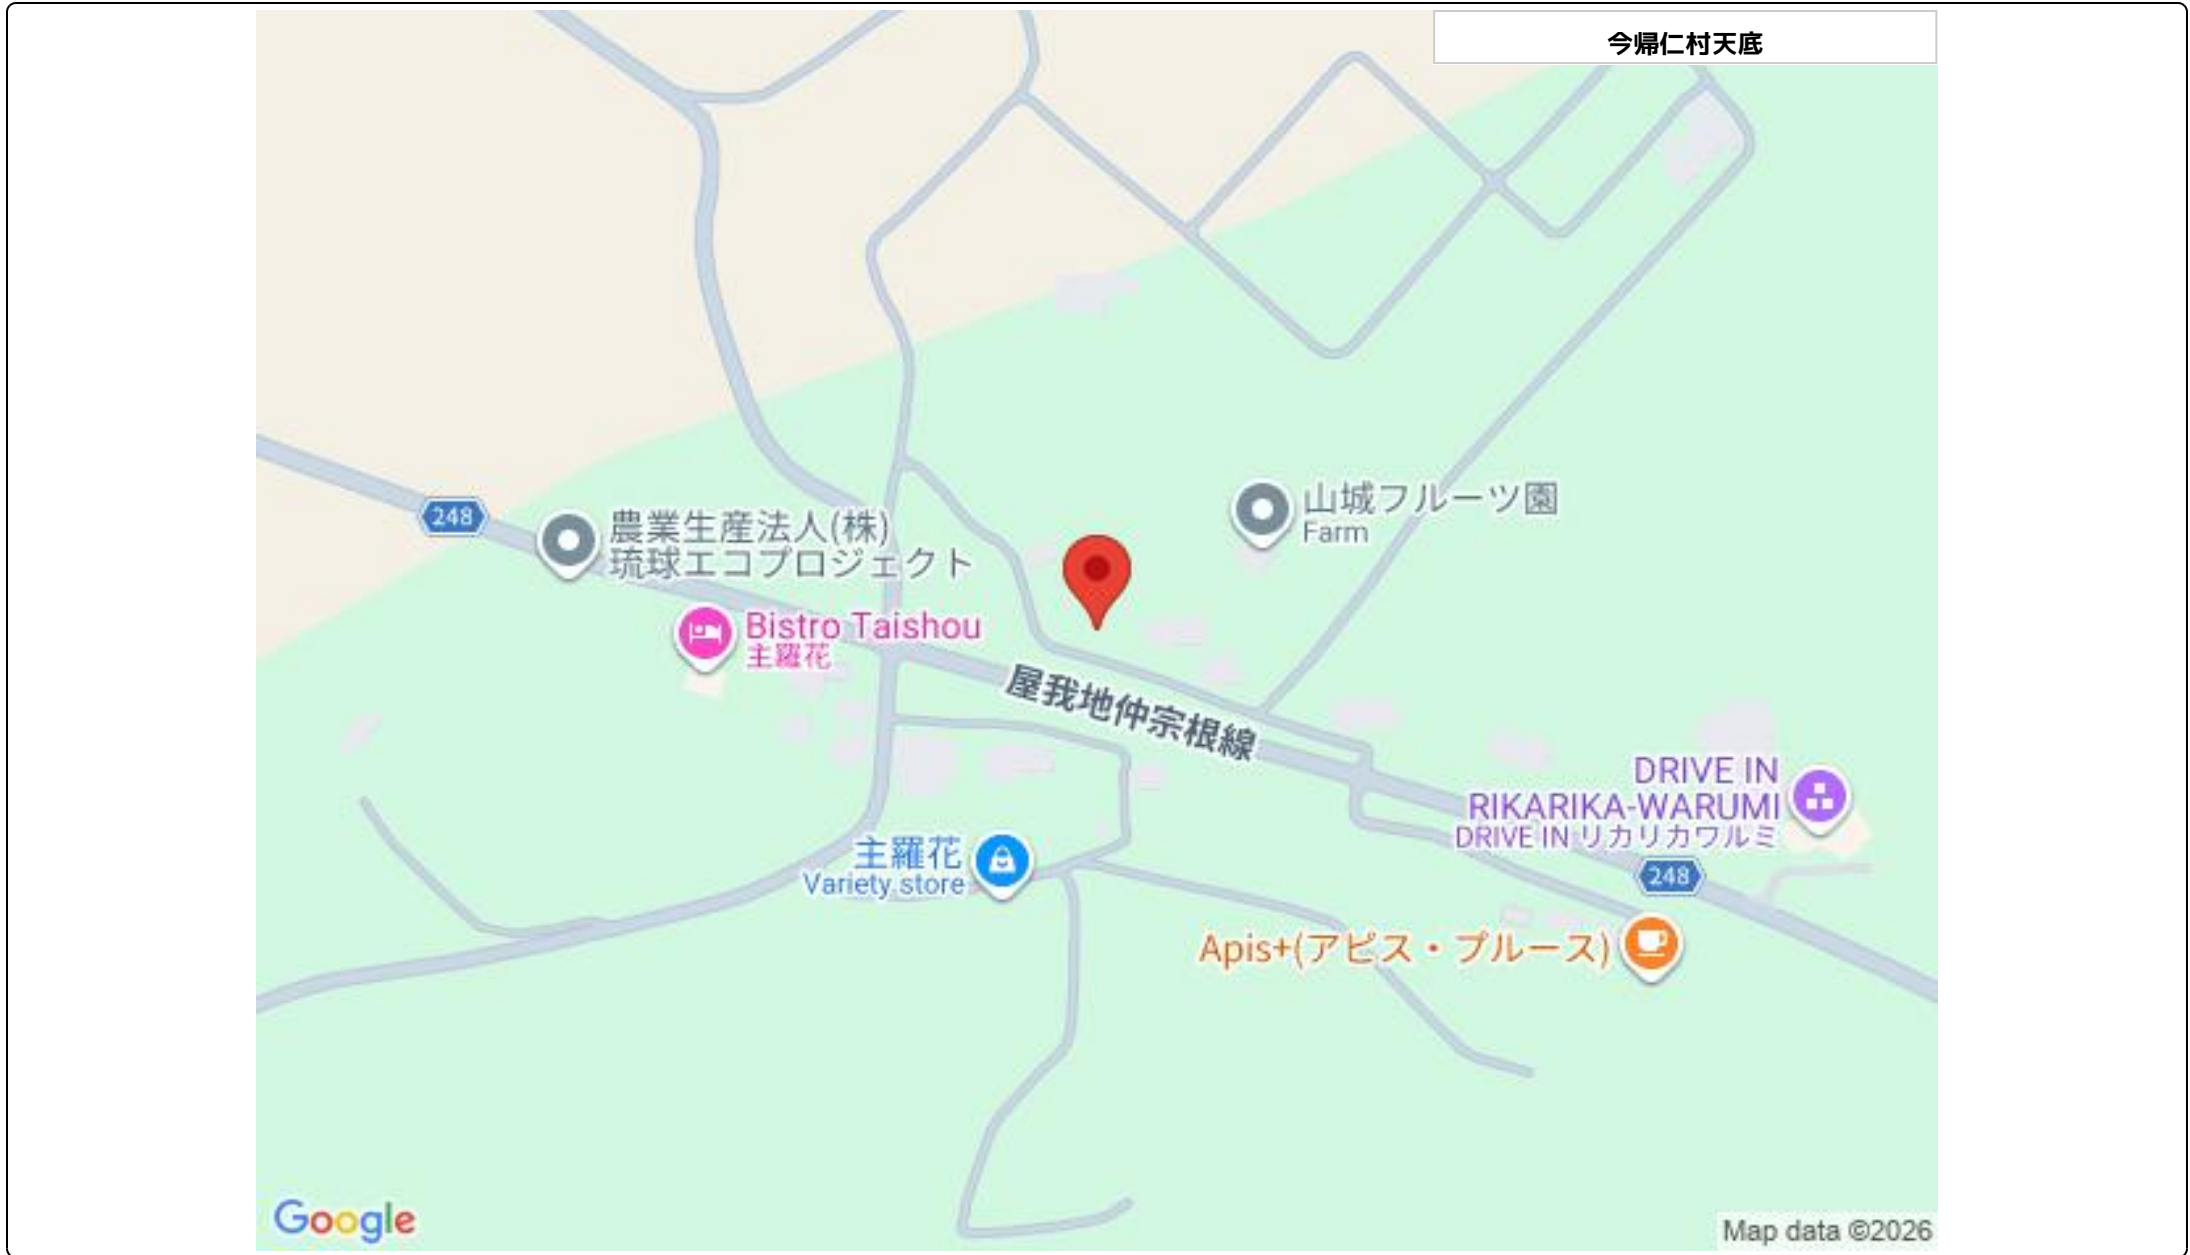 今帰仁村天底
248
農業生産法人(株)
琉球エコプロジェクト
山城フルーツ園
Farm
Bistro Taishou
主羅花
屋我地仲宗根線
DRIVE IN
RIKARIKA-WARUMI
DRIVE IN リカリカワルミ
主羅花
Variety store
248
Apis+(アピス・プルース)
Google
Map data ©2026